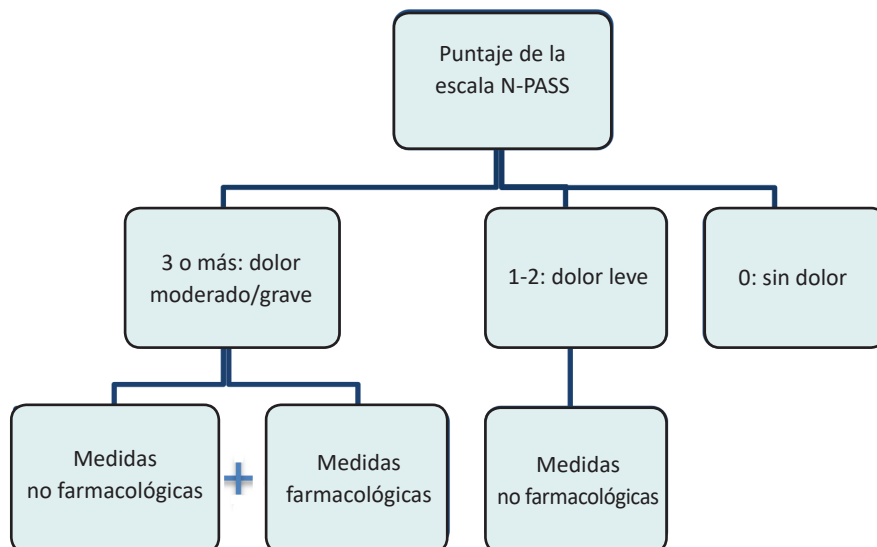 Puntaje de la
escala N-PASS
3 o más: dolor
moderado/grave
1-2: dolor leve
0: sin dolor
Medidas
no farmacológicas
+
Medidas
farmacológicas
Medidas
no farmacológicas